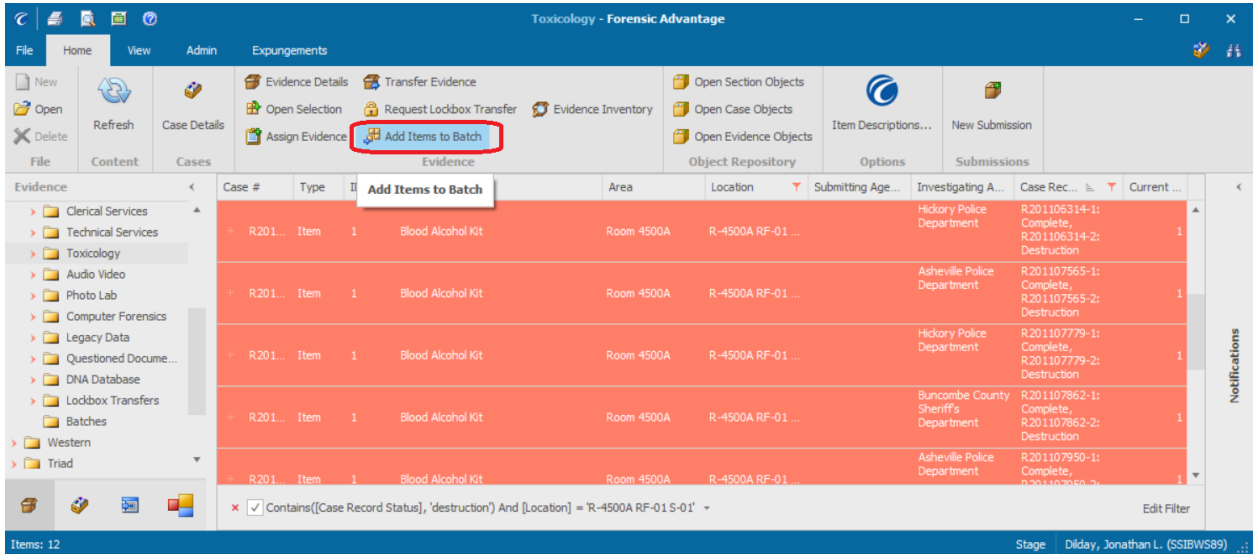 Toxicology - Forensic Advantage
File Home View Admin Expungements
New
Open
Delete
File
Refresh
Content
Case Details
Cases
Evidence Details
Open Selection
Assign Evidence
Transfer Evidence
Request Lockbox Transfer
Add Items to Batch
Evidence Inventory
Evidence
Open Section Objects
Open Case Objects
Open Evidence Objects
Object Repository
Item Descriptions...
Options
New Submission
Submissions
Add Items to Batch
Evidence
Clerical Services
Technical Services
Toxicology
Audio Video
Photo Lab
Computer Forensics
Legacy Data
Questioned Docume...
DNA Database
Lockbox Transfers
Batches
Western
Triad
Case # Type Area Location Submitting Age... Investigating A... Case Rec... Current ...
R201... Item 1 Blood Alcohol Kit Room 4500A R-4500A RF-01 ...
Hickory Police
Department
R201106314-1:
Complete,
R201106314-2:
Destruction
1
R201... Item 1 Blood Alcohol Kit Room 4500A R-4500A RF-01 ...
Asheville Police
Department
R201107565-1:
Complete,
R201107565-2:
Destruction
1
R201... Item 1 Blood Alcohol Kit Room 4500A R-4500A RF-01 ...
Hickory Police
Department
R201107779-1:
Complete,
R201107779-2:
Destruction
1
R201... Item 1 Blood Alcohol Kit Room 4500A R-4500A RF-01 ...
Buncombe County
Sheriff's
Department
R201107862-1:
Complete,
R201107862-2:
Destruction
1
R201... Item 1 Blood Alcohol Kit Room 4500A R-4500A RF-01 ...
Asheville Police
Department
R201107950-1:
Complete,
1
Notifications
Contains([Case Record Status], 'destruction') And [Location] = 'R-4500A RF-01 S-01'
Edit Filter
Items: 12
Stage
Dilday, Jonathan L. (SSIBWS89)